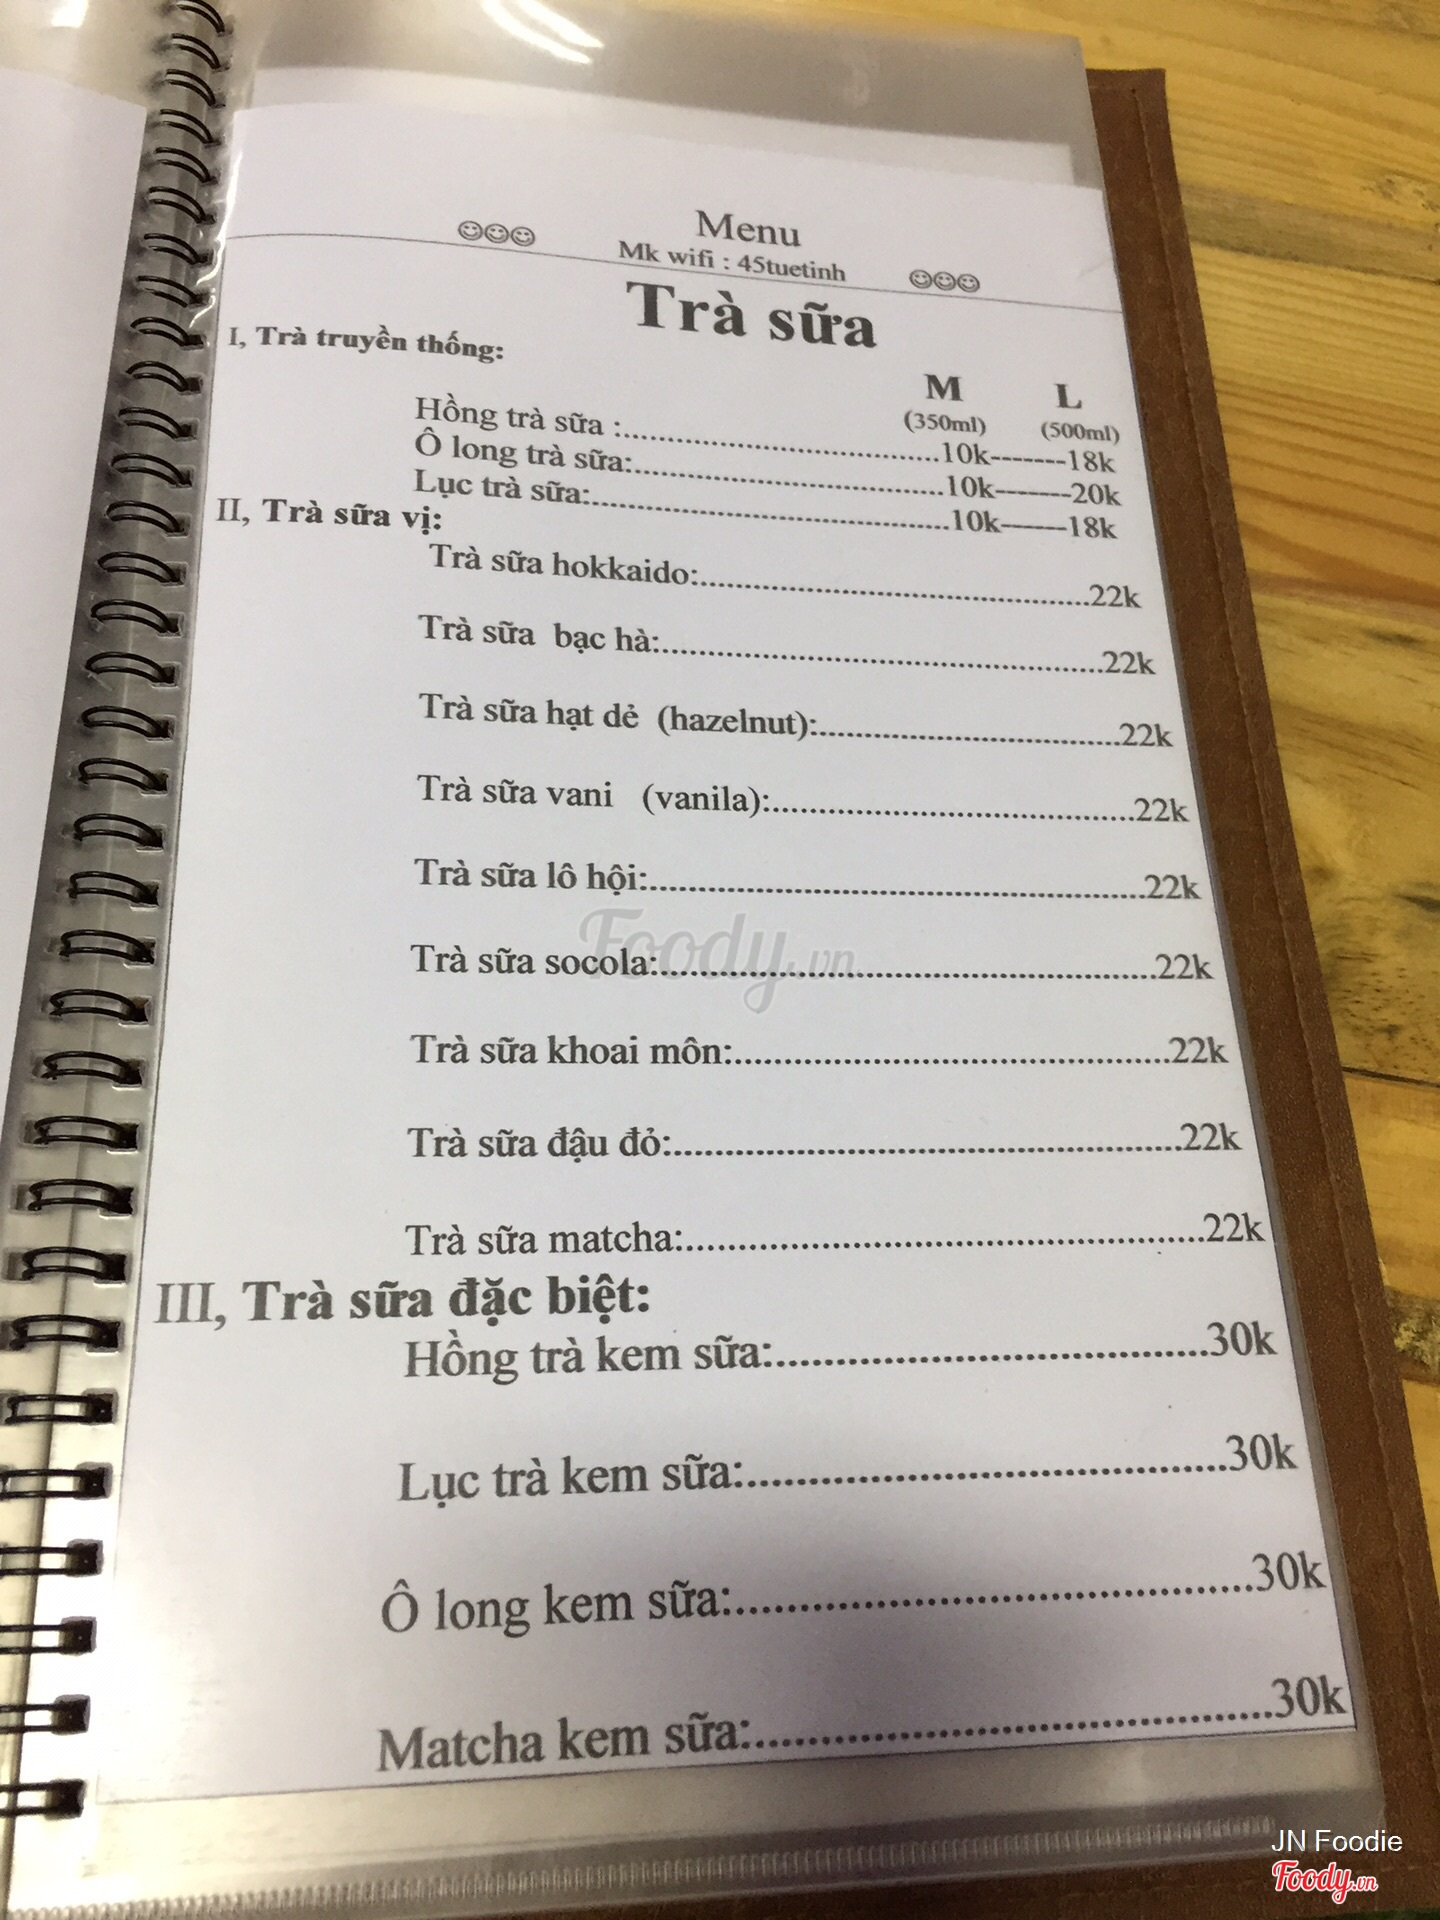 Menu
☺☺☺ Mk wifi : 45tuetinh ☺☺☺
Trà sữa
I, Trà truyền thống:
M L
(350ml) (500ml)
Hồng trà sữa :..........10k-------18k
Ô long trà sữa:..........10k-------20k
Lục trà sữa:..........10k------18k
II, Trà sữa vị:
Trà sữa hokkaido:..........22k
Trà sữa bạc hà:..........22k
Trà sữa hạt dẻ (hazelnut):..........22k
Trà sữa vani (vanila):..........22k
Trà sữa lô hội:..........22k
Trà sữa socola:..........22k
Trà sữa khoai môn:..........22k
Trà sữa đậu đỏ:..........22k
Trà sữa matcha:..........22k
III, Trà sữa đặc biệt:
Hồng trà kem sữa:..........30k
Lục trà kem sữa:..........30k
Ô long kem sữa:..........30k
Matcha kem sữa:..........30k
Foody.vn
JN Foodie
Foody.vn